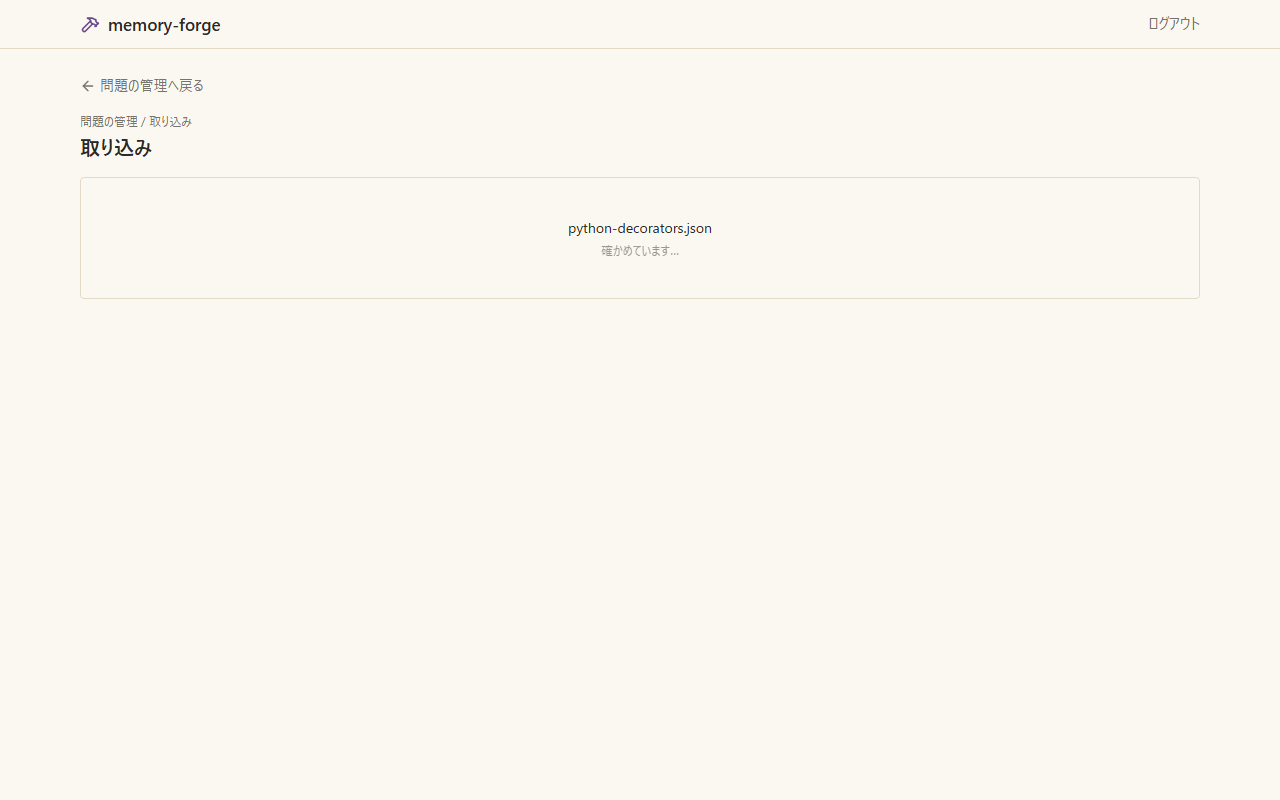 memory-forge
ログアウト
← 問題の管理へ戻る
問題の管理 / 取り込み
取り込み
python-decorators.json
確かめています...